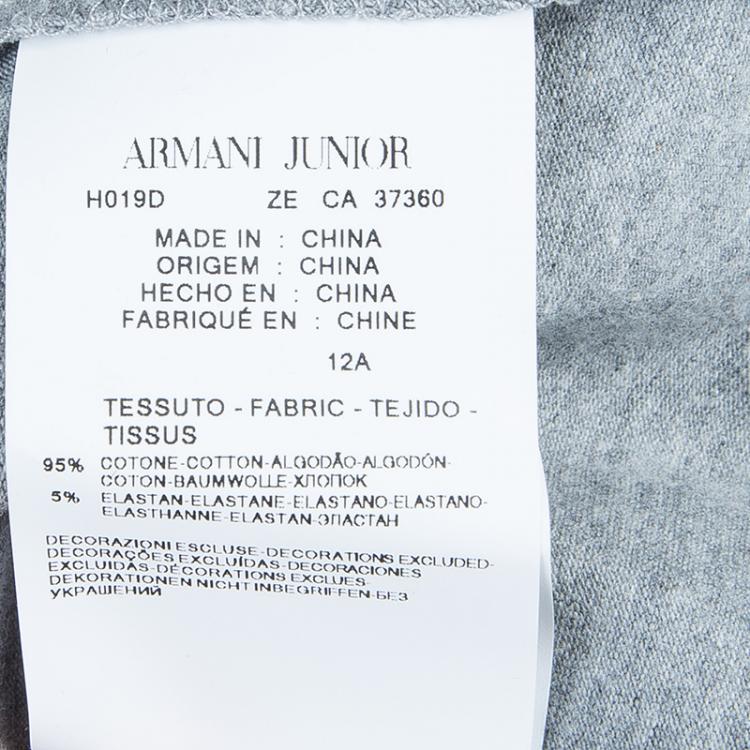 ARMANI JUNIOR
H019D ZE CA 37360
MADE IN : CHINA
ORIGEM : CHINA
HECHO EN : CHINA
FABRIQUÉ EN : CHINE
12A
TESSUTO - FABRIC - TEJIDO -
TISSUS
95% COTONE-COTTON-ALGODÃO-ALGODÓN-
COTON-BAUMWOLLE-ХЛОПОК
5% ELASTAN-ELASTANE-ELASTANO-ELASTANO-
ELASTHANNE-ELASTAN-ЭЛАСТАН
DECORAZIONI ESCLUSE-DECORATIONS EXCLUDED-
DECORAÇÕES EXCLUÍDAS-DECORACIONES
EXCLUIDAS-DÉCORATIONS EXCLUES-
DEKORATIONEN NICHT INBEGRIFFEN-БЕЗ
УКРАШЕНИЙ